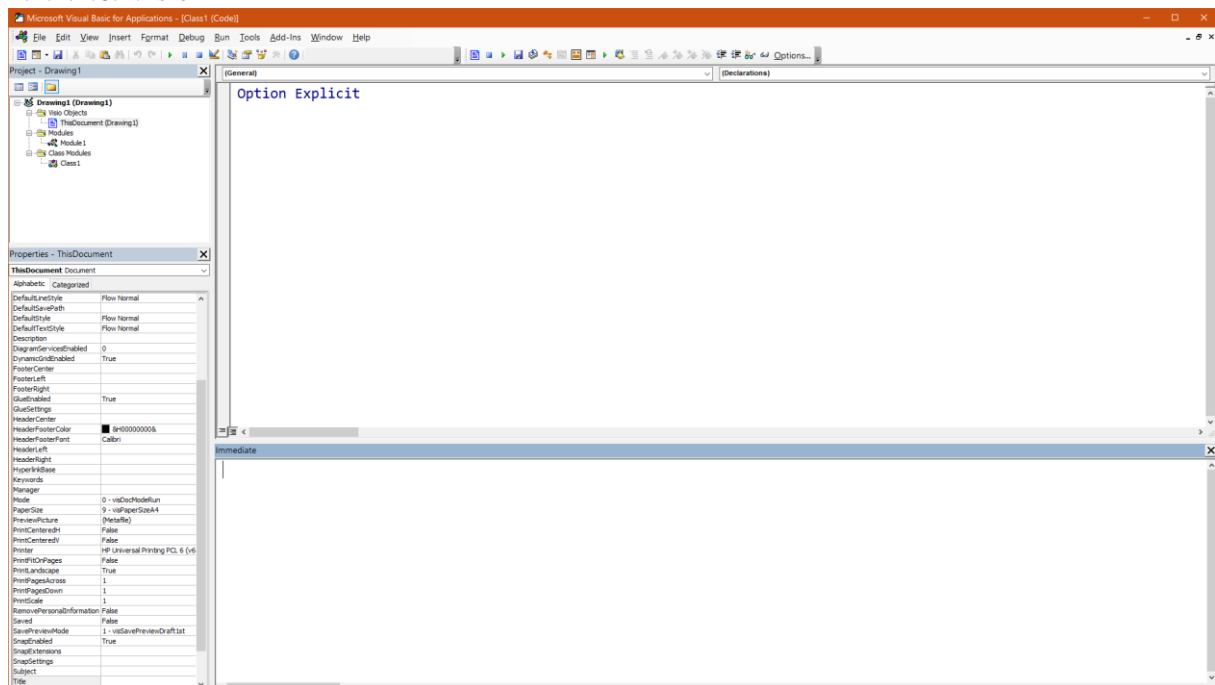 Microsoft Visual Basic for Applications - [Class1 (Code)]
File Edit View Insert Format Debug Run Tools Add-Ins Window Help
Options...
Project - Drawing1
(General)
(Declarations)
Option Explicit
Drawing1 (Drawing1)
Visio Objects
ThisDocument (Drawing1)
Modules
Module1
Class Modules
Class1
Properties - ThisDocument
ThisDocument Document
Alphabetic Categorized
DefaultLineStyle Flow Normal
DefaultSavePath
DefaultStyle Flow Normal
DefaultTextStyle Flow Normal
Description
DiagramServicesEnabled 0
DynamicGridEnabled True
FooterCenter
FooterLeft
FooterRight
GlueEnabled True
GlueSettings
HeaderCenter
HeaderFooterColor &H00000000&
HeaderFooterFont Calibri
HeaderLeft
HeaderRight
HyperlinkBase
Keywords
Manager
Mode 0 - visDocModeRun
PaperSize 9 - visPaperSizeA4
PreviewPicture (Metafile)
PrintCenteredH False
PrintCenteredV False
Printer HP Universal Printing PCL 6 (v6
PrintFitOnPages False
PrintLandscape True
PrintPagesAcross 1
PrintPagesDown 1
PrintScale 1
RemovePersonalInformation False
Saved False
SavePreviewMode 1 - visSavePreviewDraft1st
SnapEnabled True
SnapExtensions
SnapSettings
Subject
Title
Immediate